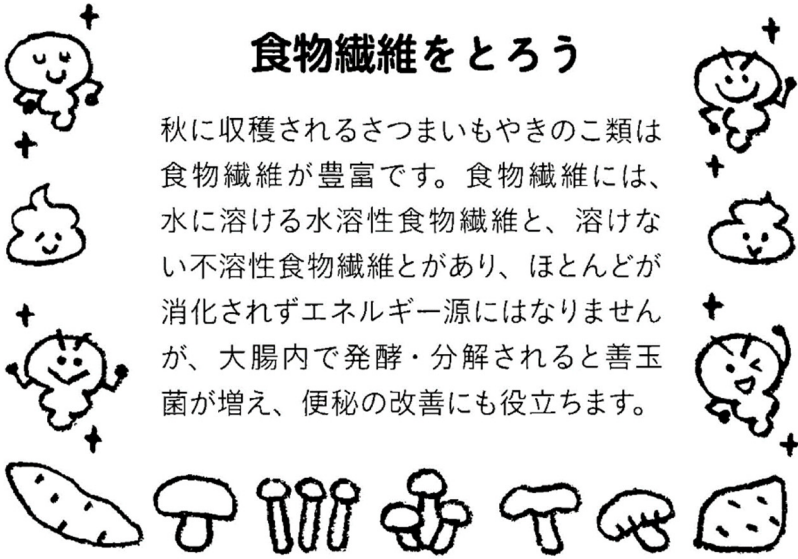 食物繊維をとろう
秋に収穫されるさつまいもやきのこ類は
食物繊維が豊富です。食物繊維には、
水に溶ける水溶性食物繊維と、溶けな
い不溶性食物繊維とがあり、ほとんどが
消化されずエネルギー源にはなりません
が、大腸内で発酵・分解されると善玉
菌が増え、便秘の改善にも役立ちます。